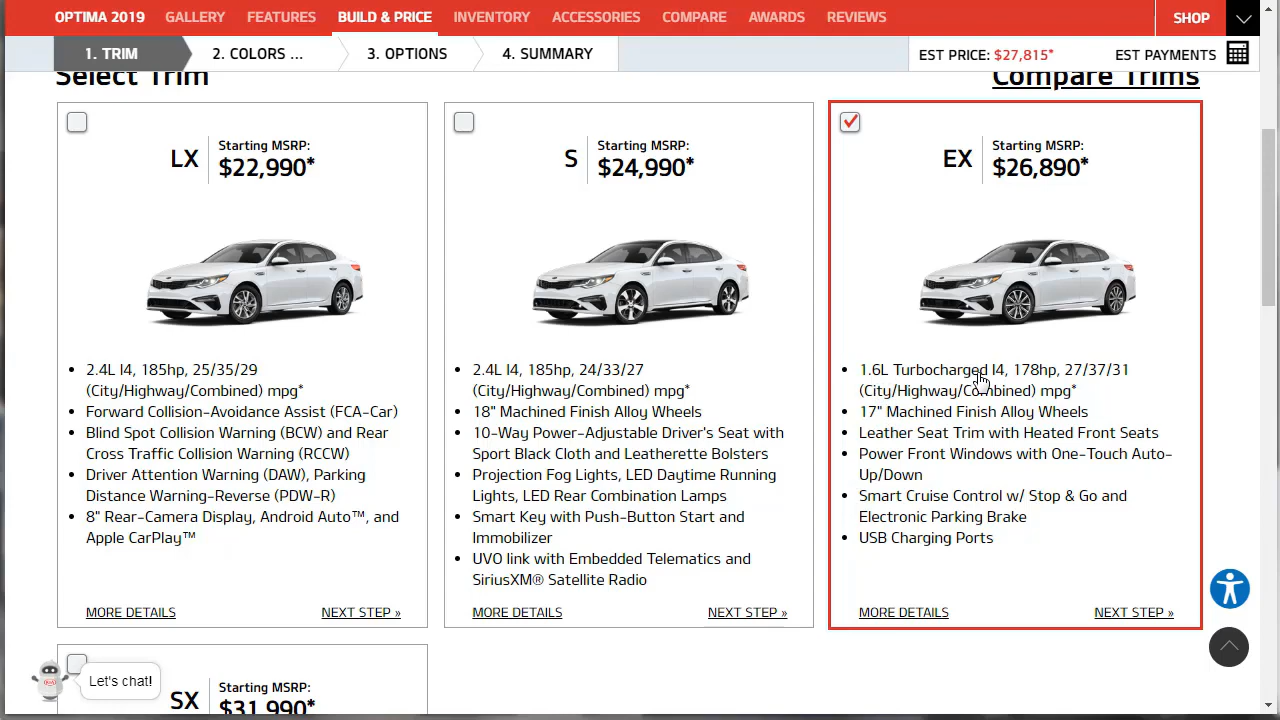 OPTIMA 2019 GALLERY FEATURES BUILD & PRICE INVENTORY ACCESSORIES COMPARE AWARDS REVIEWS SHOP
1. TRIM 2. COLORS ... 3. OPTIONS 4. SUMMARY EST PRICE: $27,815* EST PAYMENTS
Select Trim Compare Trims
LX
Starting MSRP:
$22,990*
2.4L I4, 185hp, 25/35/29
(City/Highway/Combined) mpg*
Forward Collision-Avoidance Assist (FCA-Car)
Blind Spot Collision Warning (BCW) and Rear
Cross Traffic Collision Warning (RCCW)
Driver Attention Warning (DAW), Parking
Distance Warning-Reverse (PDW-R)
8" Rear-Camera Display, Android Auto™, and
Apple CarPlay™
MORE DETAILS NEXT STEP »
S
Starting MSRP:
$24,990*
2.4L I4, 185hp, 24/33/27
(City/Highway/Combined) mpg*
18" Machined Finish Alloy Wheels
10-Way Power-Adjustable Driver's Seat with
Sport Black Cloth and Leatherette Bolsters
Projection Fog Lights, LED Daytime Running
Lights, LED Rear Combination Lamps
Smart Key with Push-Button Start and
Immobilizer
UVO link with Embedded Telematics and
SiriusXM® Satellite Radio
MORE DETAILS NEXT STEP »
EX
Starting MSRP:
$26,890*
1.6L Turbocharged I4, 178hp, 27/37/31
(City/Highway/Combined) mpg*
17" Machined Finish Alloy Wheels
Leather Seat Trim with Heated Front Seats
Power Front Windows with One-Touch Auto-
Up/Down
Smart Cruise Control w/ Stop & Go and
Electronic Parking Brake
USB Charging Ports
MORE DETAILS NEXT STEP »
SX
Starting MSRP:
$31,990*
KIA
Let's chat!